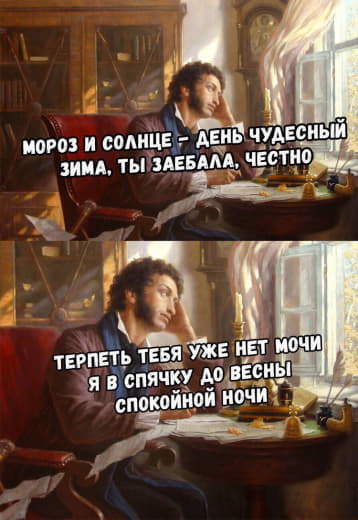 МОРОЗ И СОЛНЦЕ - ДЕНЬ ЧУДЕСНЫЙ
ЗИМА, ТЫ ЗАЕБАЛА, ЧЕСТНО
ТЕРПЕТЬ ТЕБЯ УЖЕ НЕТ МОЧИ
Я В СПЯЧКУ ДО ВЕСНЫ
СПОКОЙНОЙ НОЧИ